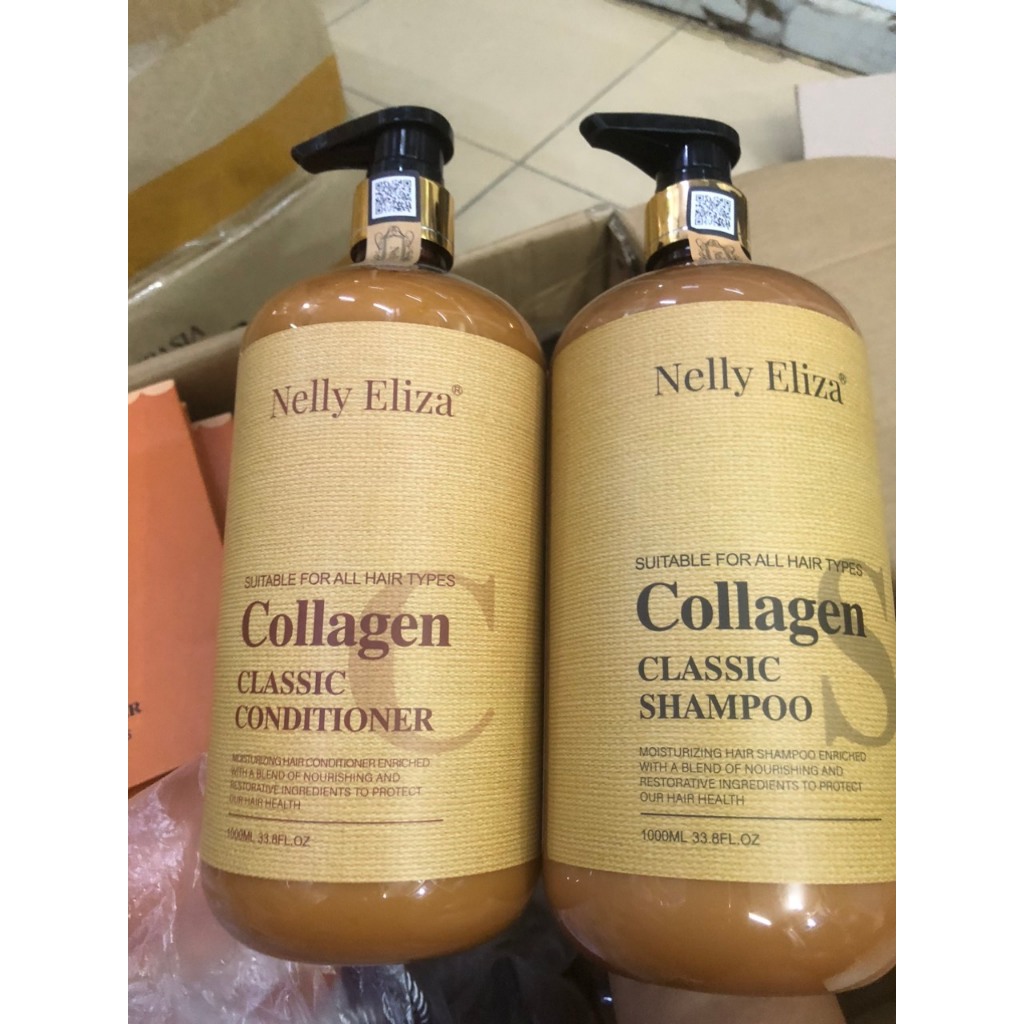 Nelly Eliza®
SUITABLE FOR ALL HAIR TYPES
Collagen
CLASSIC
CONDITIONER
C
MOISTURIZING HAIR CONDITIONER ENRICHED
WITH A BLEND OF NOURISHING AND
RESTORATIVE INGREDIENTS TO PROTECT
OUR HAIR HEALTH
1000ML 33.8FL.OZ
Nelly Eliza®
SUITABLE FOR ALL HAIR TYPES
Collagen
CLASSIC
SHAMPOO
S
MOISTURIZING HAIR SHAMPOO ENRICHED
WITH A BLEND OF NOURISHING AND
RESTORATIVE INGREDIENTS TO PROTECT
OUR HAIR HEALTH
1000ML 33.8FL.OZ